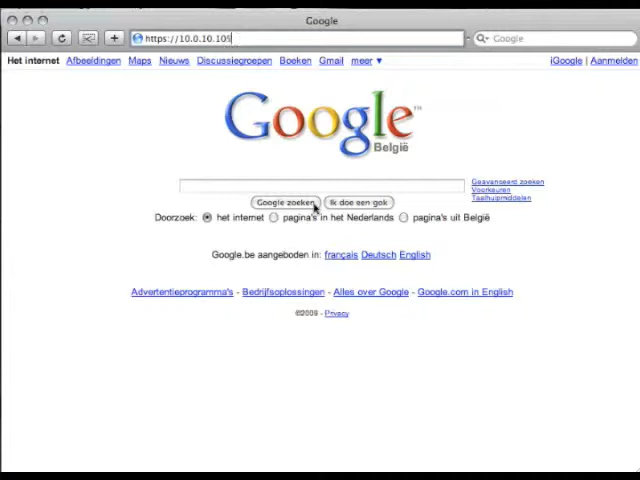 Google
https://10.0.10.109
Google
Het internet Afbeeldingen Maps Nieuws Discussiegroepen Boeken Gmail meer ▼ iGoogle | Aanmelden
Google™
België
Geavanceerd zoeken
Voorkeuren
Taalhulpmiddelen
Google zoeken Ik doe een gok
Doorzoek: het internet pagina's in het Nederlands pagina's uit België
Google.be aangeboden in: français Deutsch English
Advertentieprogramma's - Bedrijfsoplossingen - Alles over Google - Google.com in English
©2009 - Privacy